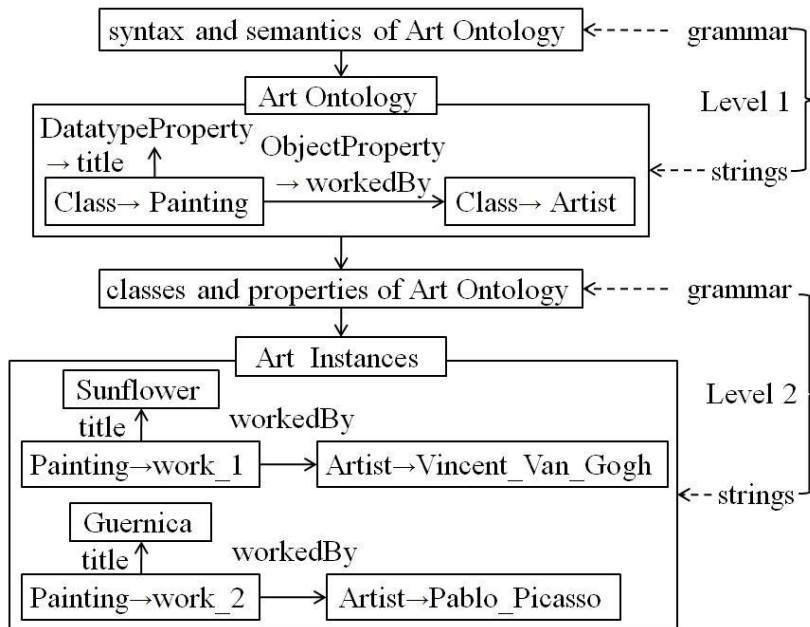 syntax and semantics of Art Ontology
grammar
Level 1
Art Ontology
DatatypeProperty
→ title
ObjectProperty
→ workedBy
strings
Class→ Painting
Class→ Artist
classes and properties of Art Ontology
grammar
Level 2
Art Instances
Sunflower
title
workedBy
Painting→work_1
Artist→Vincent_Van_Gogh
strings
Guernica
title
workedBy
Painting→work_2
Artist→Pablo_Picasso